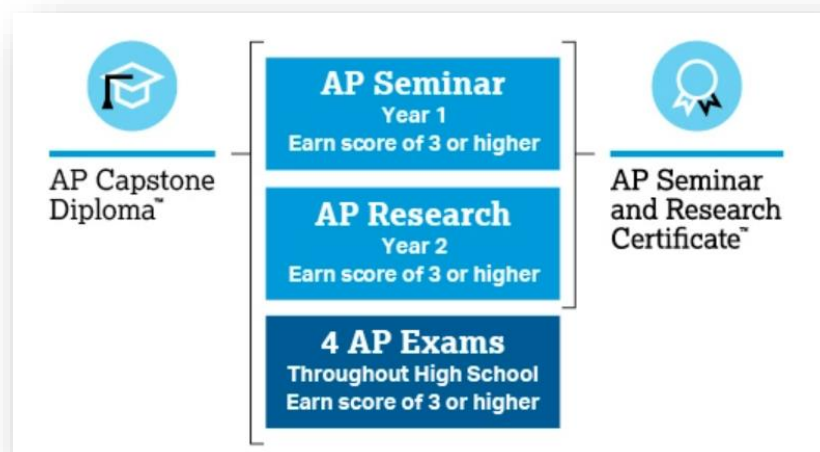 AP Capstone
Diploma™
AP Seminar
Year 1
Earn score of 3 or higher
AP Research
Year 2
Earn score of 3 or higher
4 AP Exams
Throughout High School
Earn score of 3 or higher
AP Seminar
and Research
Certificate™